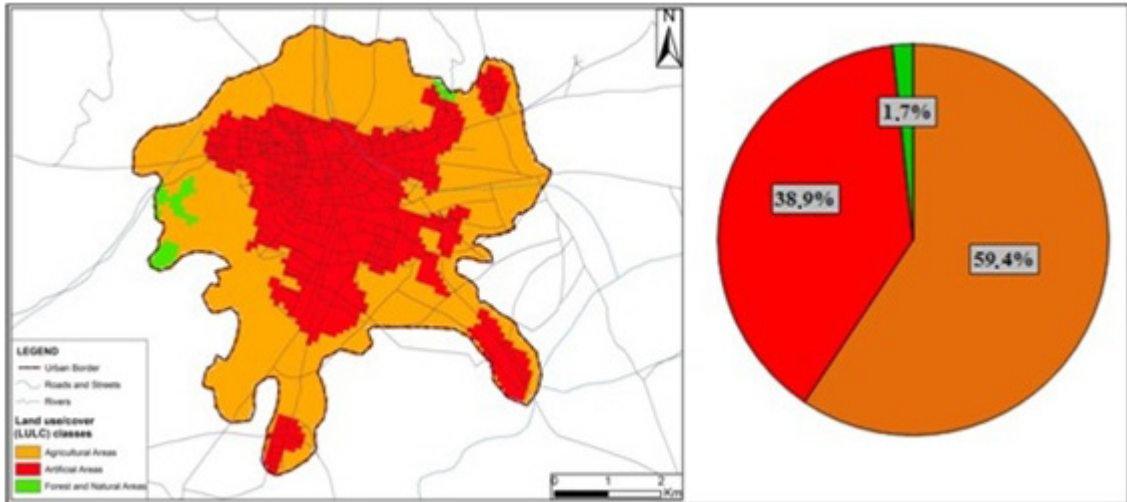 N
LEGEND
Urban Border
Roads and Streets
Rivers
Land use/cover
(LULC) classes
Agricultural Areas
Artificial Areas
Forest and Natural Areas
0 1 2
Km
1,7%
38,9%
59,4%